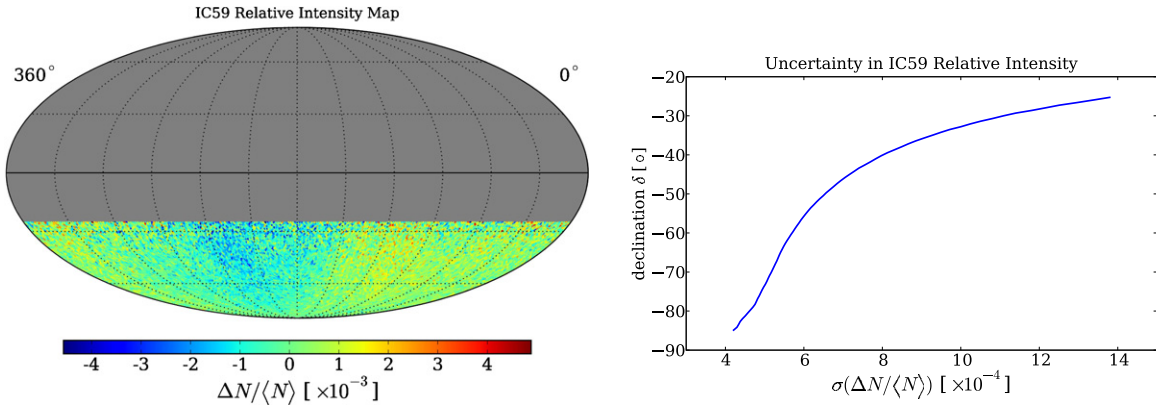 IC59 Relative Intensity Map
360°
0°
-4 -3 -2 -1 0 1 2 3 4
ΔN/⟨N⟩ [ ×10⁻³ ]
Uncertainty in IC59 Relative Intensity
−20
−30
−40
−50
−60
−70
−80
−90
declination δ [ ∘ ]
4 6 8 10 12 14
σ(ΔN/⟨N⟩) [ ×10⁻⁴ ]